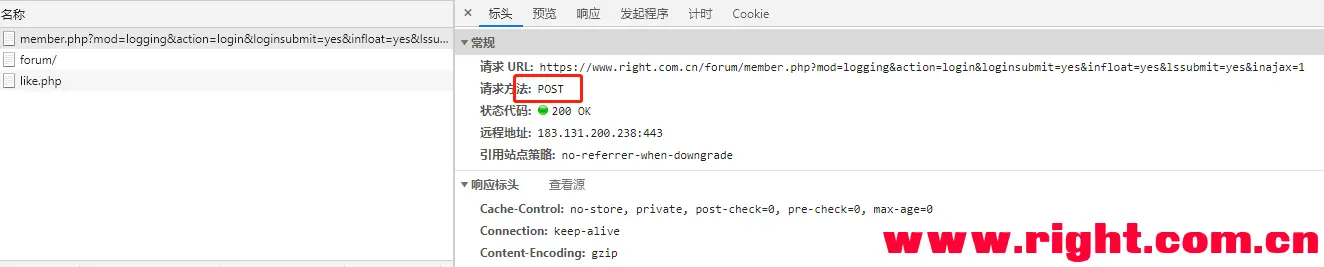 名称
member.php?mod=logging&action=login&loginsubmit=yes&infloat=yes&lssu...
forum/
like.php
标头 预览 响应 发起程序 计时 Cookie
常规
请求 URL: https://www.right.com.cn/forum/member.php?mod=logging&action=login&loginsubmit=yes&infloat=yes&lssubmit=yes&inajax=1
请求方法: POST
状态代码: 200 OK
远程地址: 183.131.200.238:443
引用站点策略: no-referrer-when-downgrade
响应标头 查看源
Cache-Control: no-store, private, post-check=0, pre-check=0, max-age=0
Connection: keep-alive
Content-Encoding: gzip
www.right.com.cn